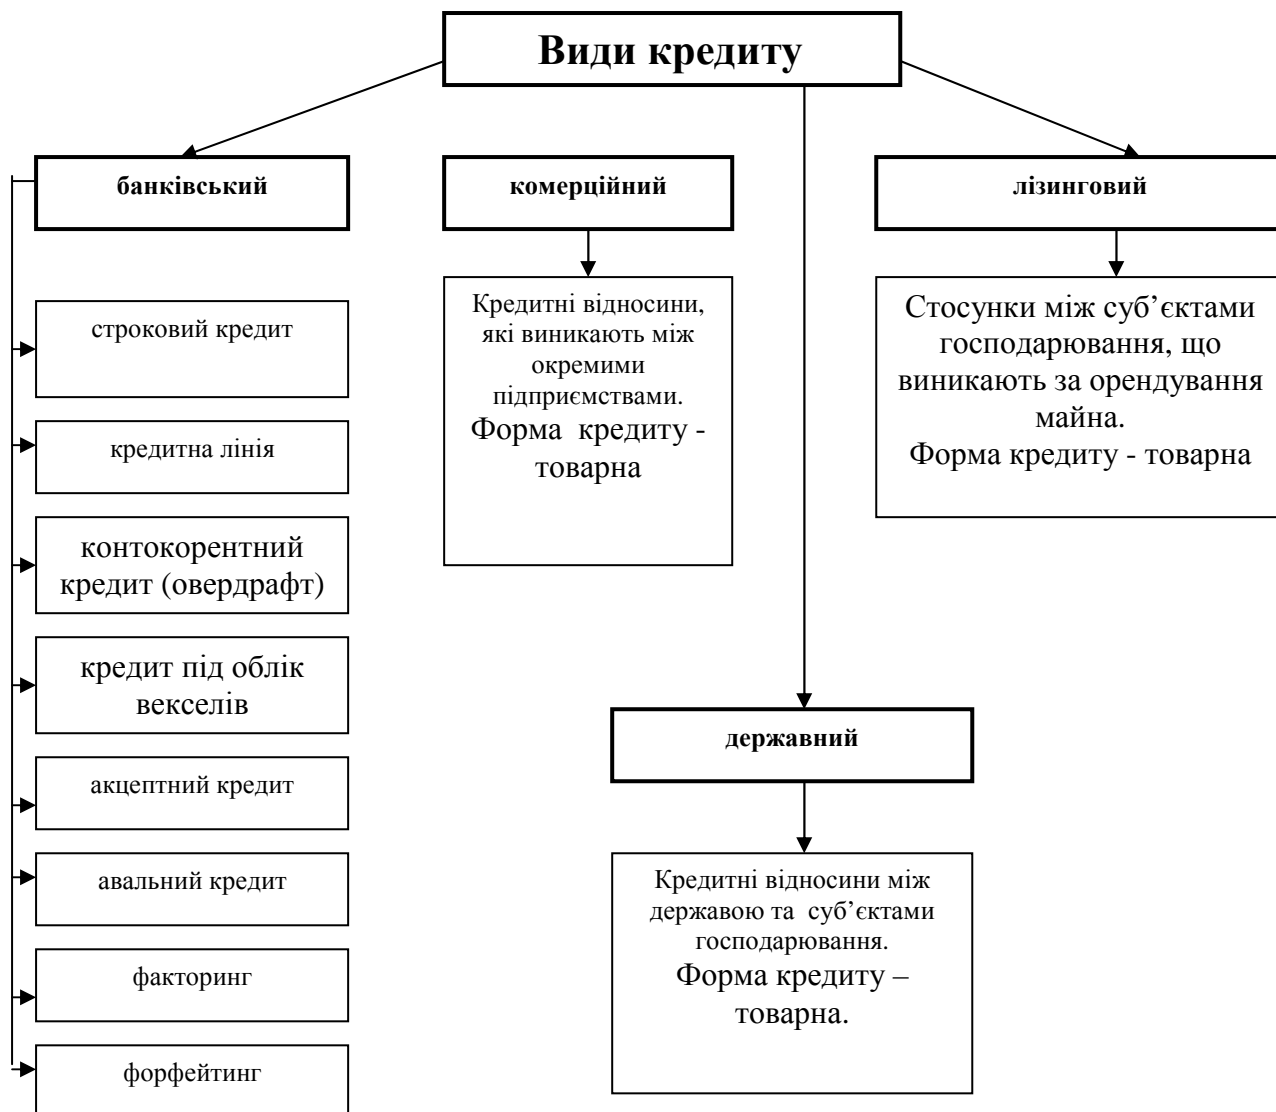 Види кредиту
банківський
комерційний
лізинговий
строковий кредит
кредитна лінія
контокорентний
кредит (овердрафт)
кредит під облік
векселів
акцептний кредит
авальний кредит
факторинг
форфейтинг
Кредитні відносини,
які виникають між
окремими
підприємствами.
Форма кредиту -
товарна
Стосунки між суб’єктами
господарювання, що
виникають за орендування
майна.
Форма кредиту - товарна
державний
Кредитні відносини між
державою та суб’єктами
господарювання.
Форма кредиту –
товарна.